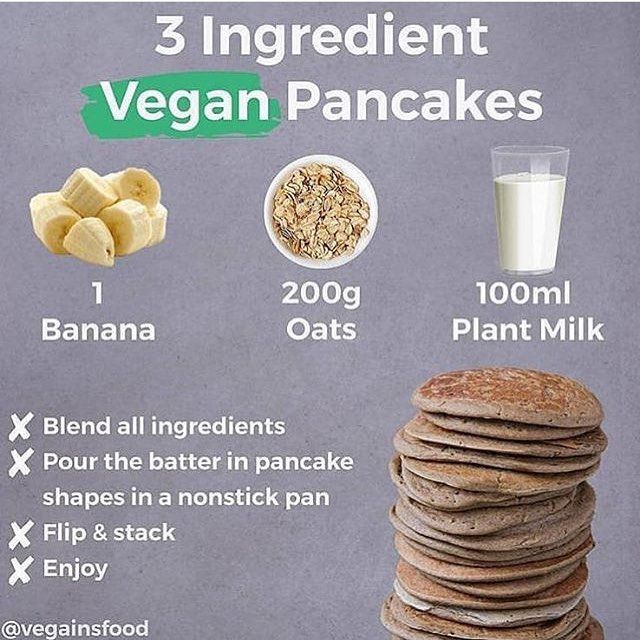 3 Ingredient
Vegan Pancakes
1
Banana
200g
Oats
100ml
Plant Milk
Blend all ingredients
Pour the batter in pancake
shapes in a nonstick pan
Flip & stack
Enjoy
@vegainsfood